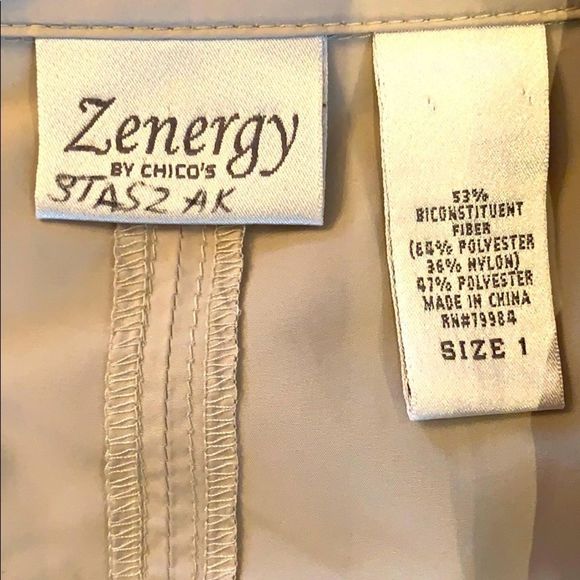 Zenergy
BY CHICO'S
STASZ AK
53%
BICONSTITUENT
FIBER
(64% POLYESTER
36% NYLON)
47% POLYESTER
MADE IN CHINA
RN#79984
SIZE 1